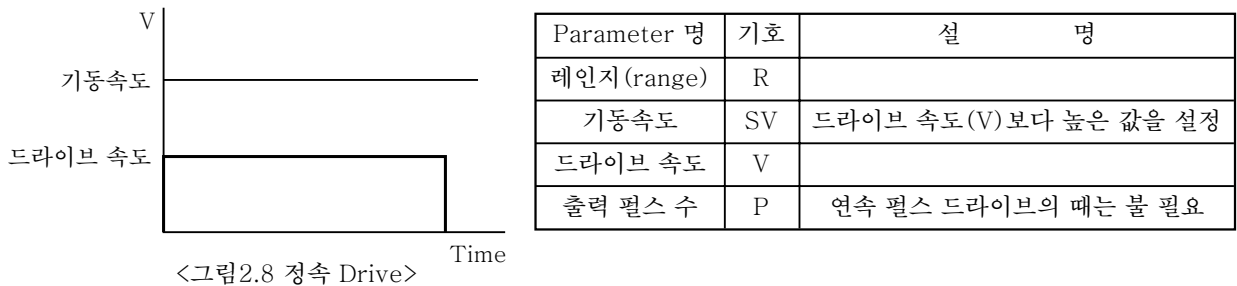 V
기동속도
드라이브 속도
Time
<그림2.8 정속 Drive>
Parameter 명 기호 설 명
레인지(range) R
기동속도 SV 드라이브 속도(V)보다 높은 값을 설정
드라이브 속도 V
출력 펄스 수 P 연속 펄스 드라이브의 때는 불 필요